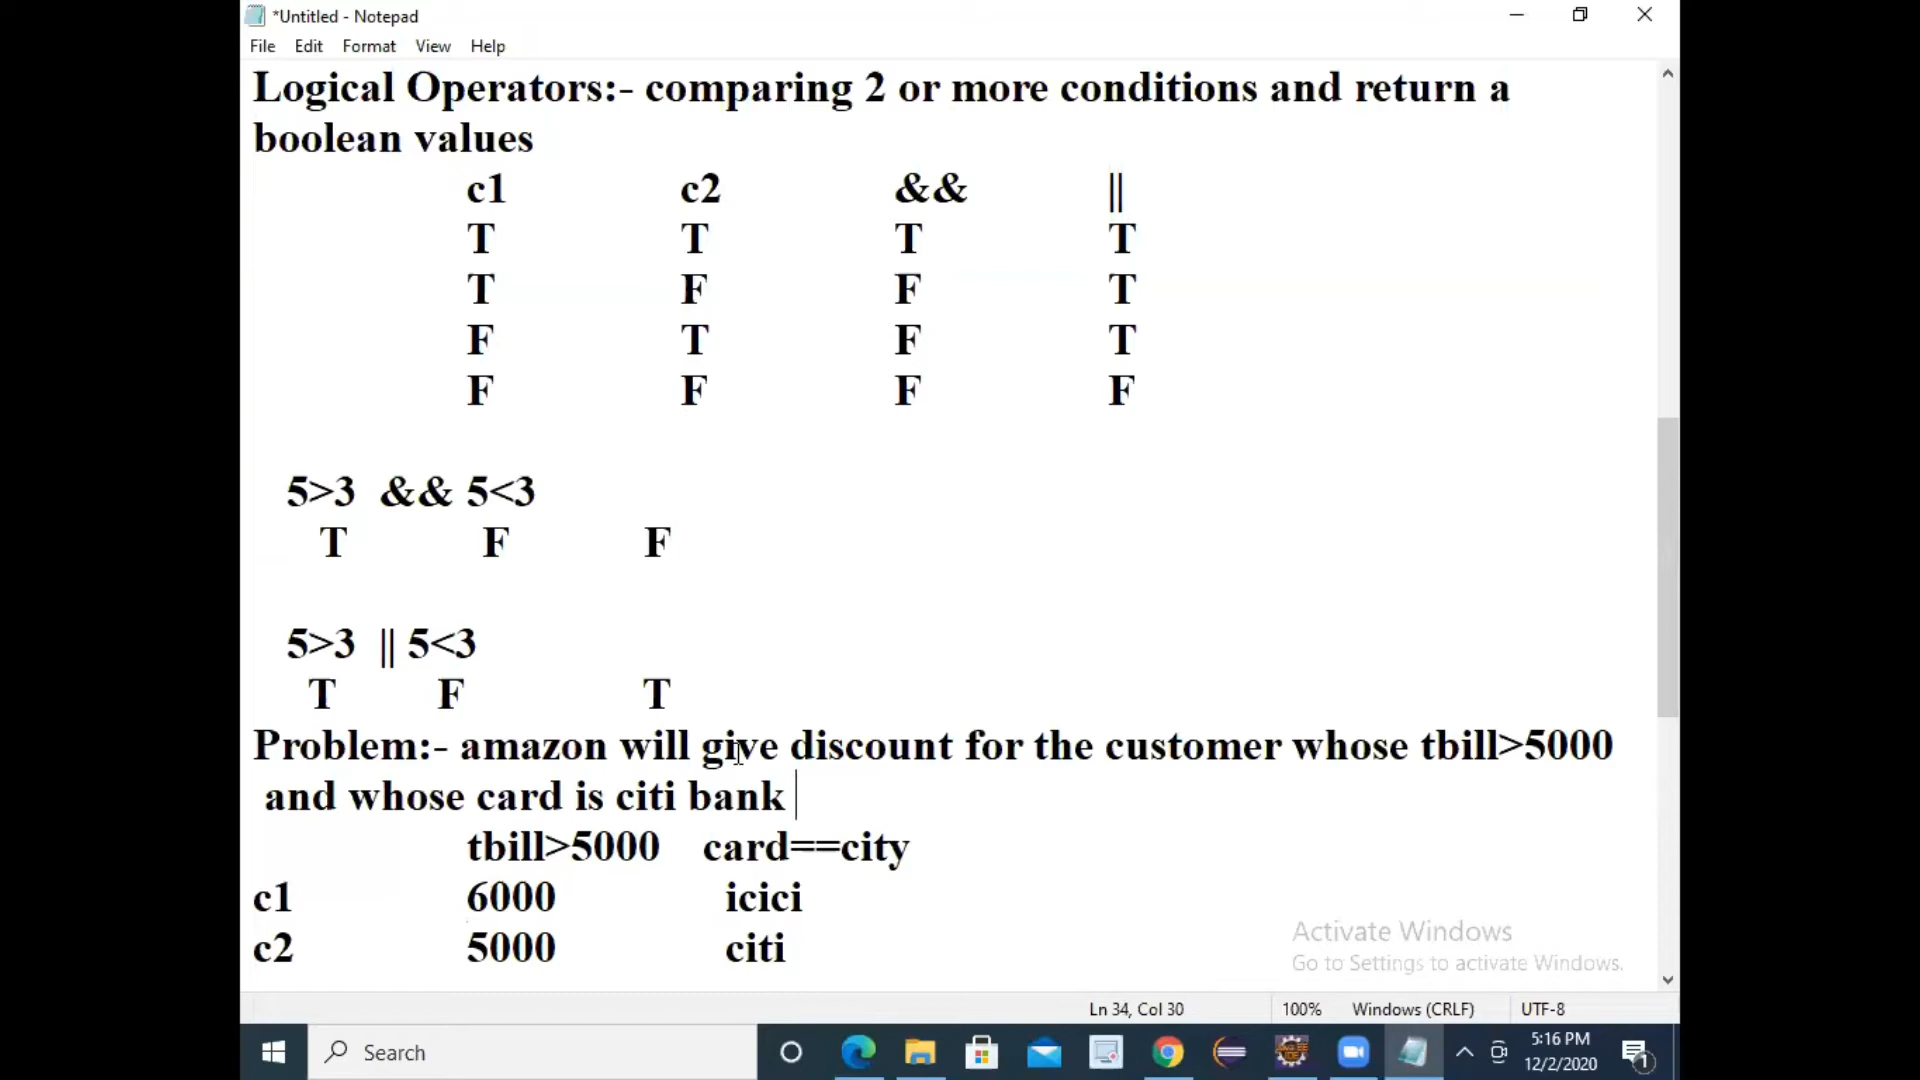 *Untitled - Notepad
File Edit Format View Help
Logical Operators:- comparing 2 or more conditions and return a
boolean values
c1 c2 && ||
T T T T
T F F T
F T F T
F F F F
5>3 && 5<3
T F F
5>3 || 5<3
T F T
Problem:- amazon will give discount for the customer whose tbill>5000
and whose card is citi bank
tbill>5000 card==city
c1 6000 icici
c2 5000 citi
Activate Windows
Go to Settings to activate Windows.
Ln 34, Col 30 100% Windows (CRLF) UTF-8
Search
5:16 PM
12/2/2020
1